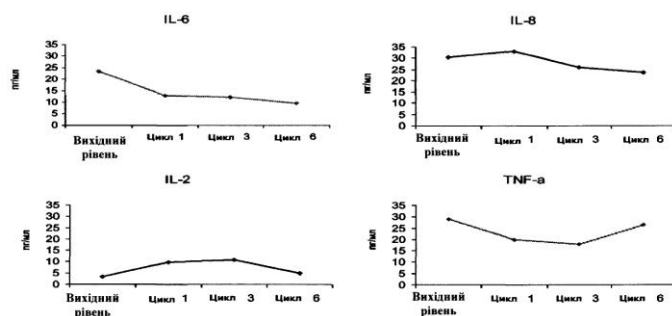 IL-6
пг/мл
35
30
25
20
15
10
5
0
Вихідний
рівень
Цикл 1
Цикл 3
Цикл 6
IL-8
пг/мл
35
30
25
20
15
10
5
0
Вихідний
рівень
Цикл 1
Цикл 3
Цикл 6
IL-2
пг/мл
35
30
25
20
15
10
5
0
Вихідний
рівень
Цикл 1
Цикл 3
Цикл 6
TNF-a
пг/мл
35
30
25
20
15
10
5
0
Вихідний
рівень
Цикл 1
Цикл 3
Цикл 6